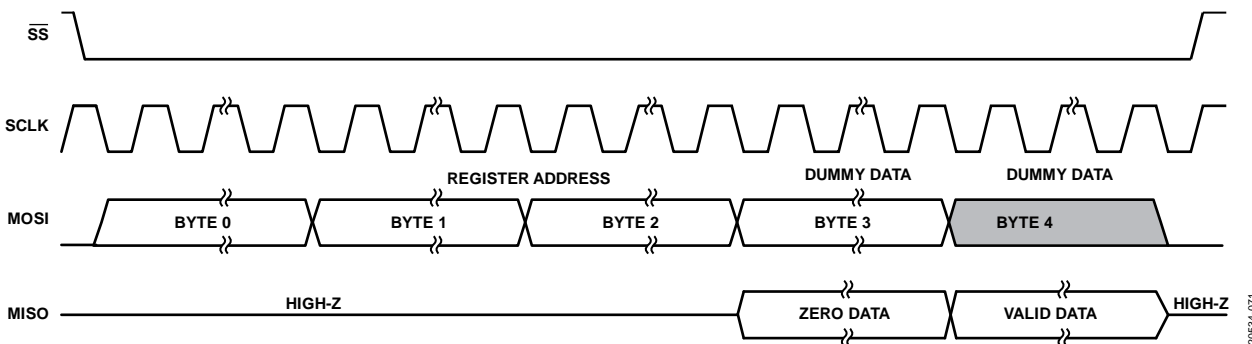 SS
SCLK
REGISTER ADDRESS DUMMY DATA DUMMY DATA
MOSI BYTE 0 BYTE 1 BYTE 2 BYTE 3 BYTE 4
MISO HIGH-Z ZERO DATA VALID DATA HIGH-Z